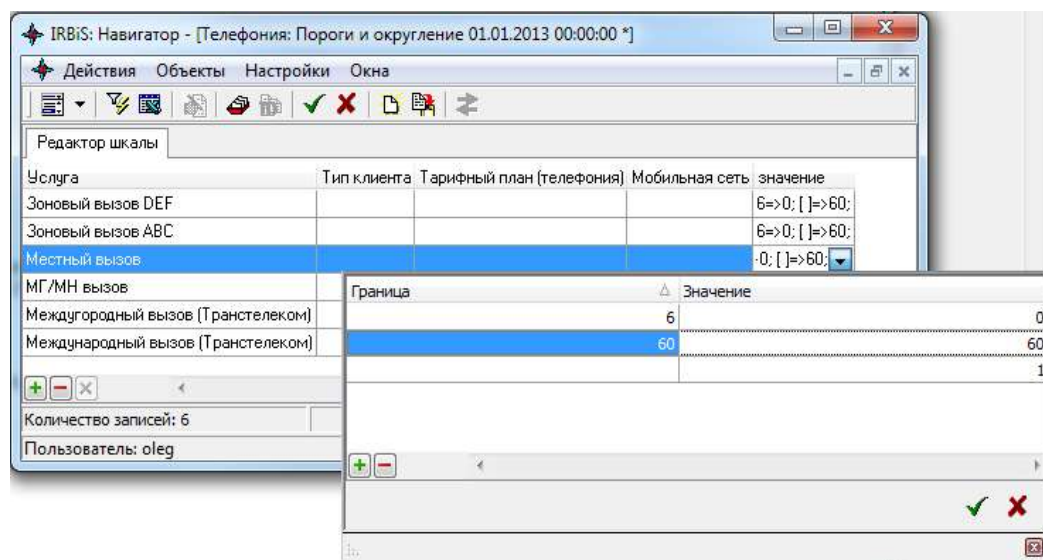 IRBiS: Навигатор - [Телефония: Пороги и округление 01.01.2013 00:00:00 *]
Действия Объекты Настройки Окна
Редактор шкалы
Услуга Тип клиента Тарифный план (телефония) Мобильная сеть значение
Зоновый вызов DEF 6=>0; [ ]=>60;
Зоновый вызов ABC 6=>0; [ ]=>60;
Местный вызов -0; [ ]=>60;
МГ/МН вызов
Междугородный вызов (Транстелеком)
Международный вызов (Транстелеком)
Граница Значение
6 0
60 60
1
Количество записей: 6
Пользователь: oleg